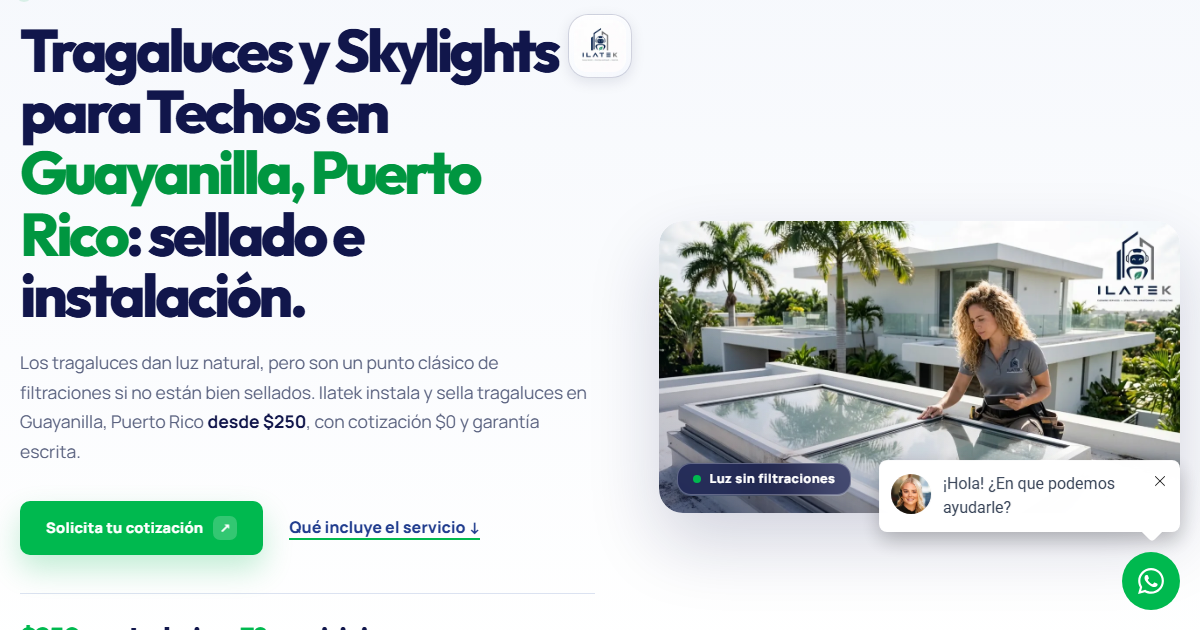 Tragaluces y Skylights
ILATEK
para Techos en
Guayanilla, Puerto
Rico: sellado e
instalación.
Los tragaluces dan luz natural, pero son un punto clásico de
filtraciones si no están bien sellados. Ilatek instala y sella tragaluces en
Guayanilla, Puerto Rico desde $250, con cotización $0 y garantía
escrita.
Solicita tu cotización ↗
Qué incluye el servicio ↓
ILATEK
Luz sin filtraciones
¡Hola! ¿En que podemos
ayudarle?